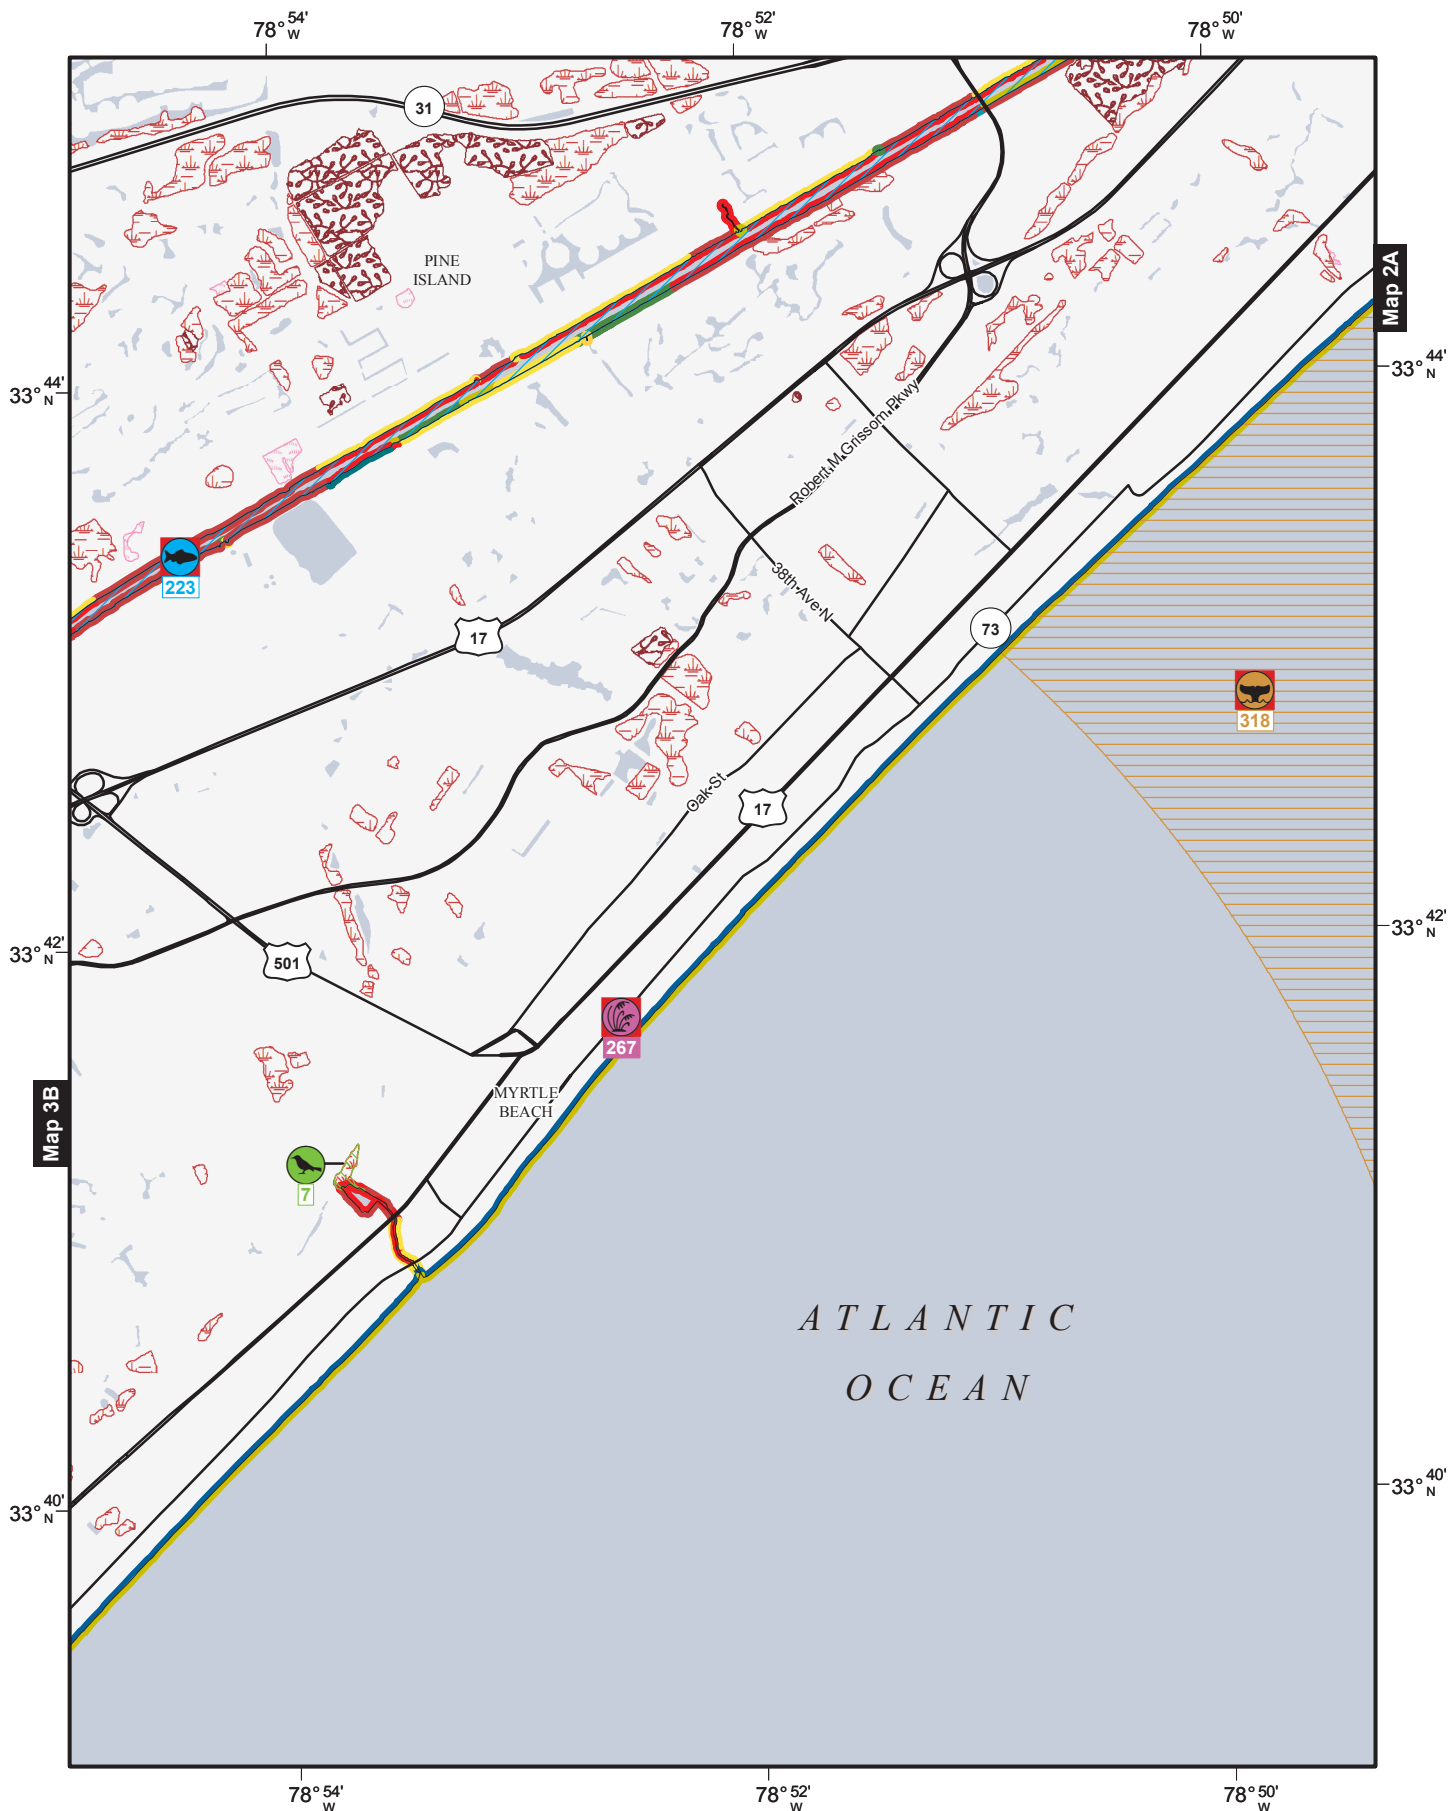 78° 54' W
78° 52' W
78° 50' W
31
PINE
ISLAND
Map 2A
33° 44' N
33° 44' N
Robert M Grissom Pkwy
223
38th Ave N
17
73
318
Oak St
17
33° 42' N
33° 42' N
501
267
MYRTLE
BEACH
Map 3B
7
ATLANTIC
OCEAN
33° 40' N
33° 40' N
78° 54' W
78° 52' W
78° 50' W